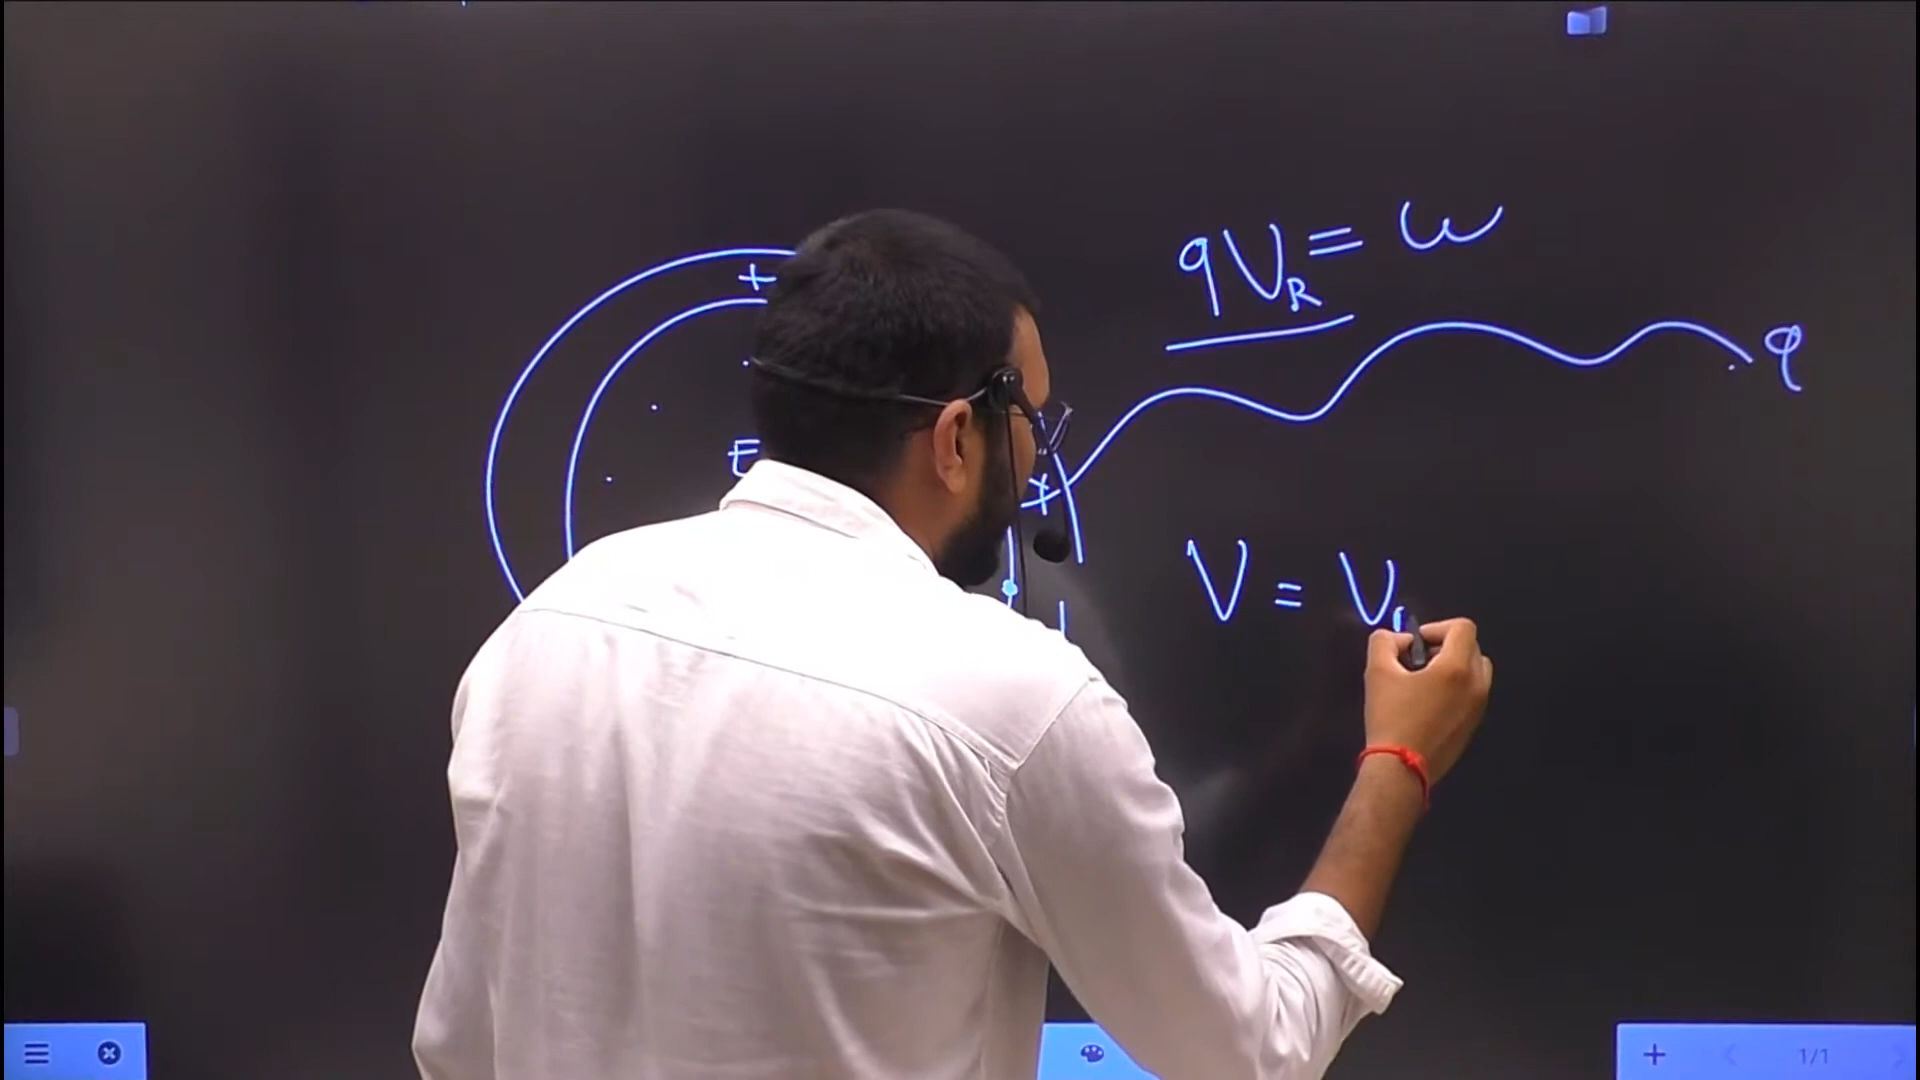 qV_R = w
q
+
E
+
V = V
1/1